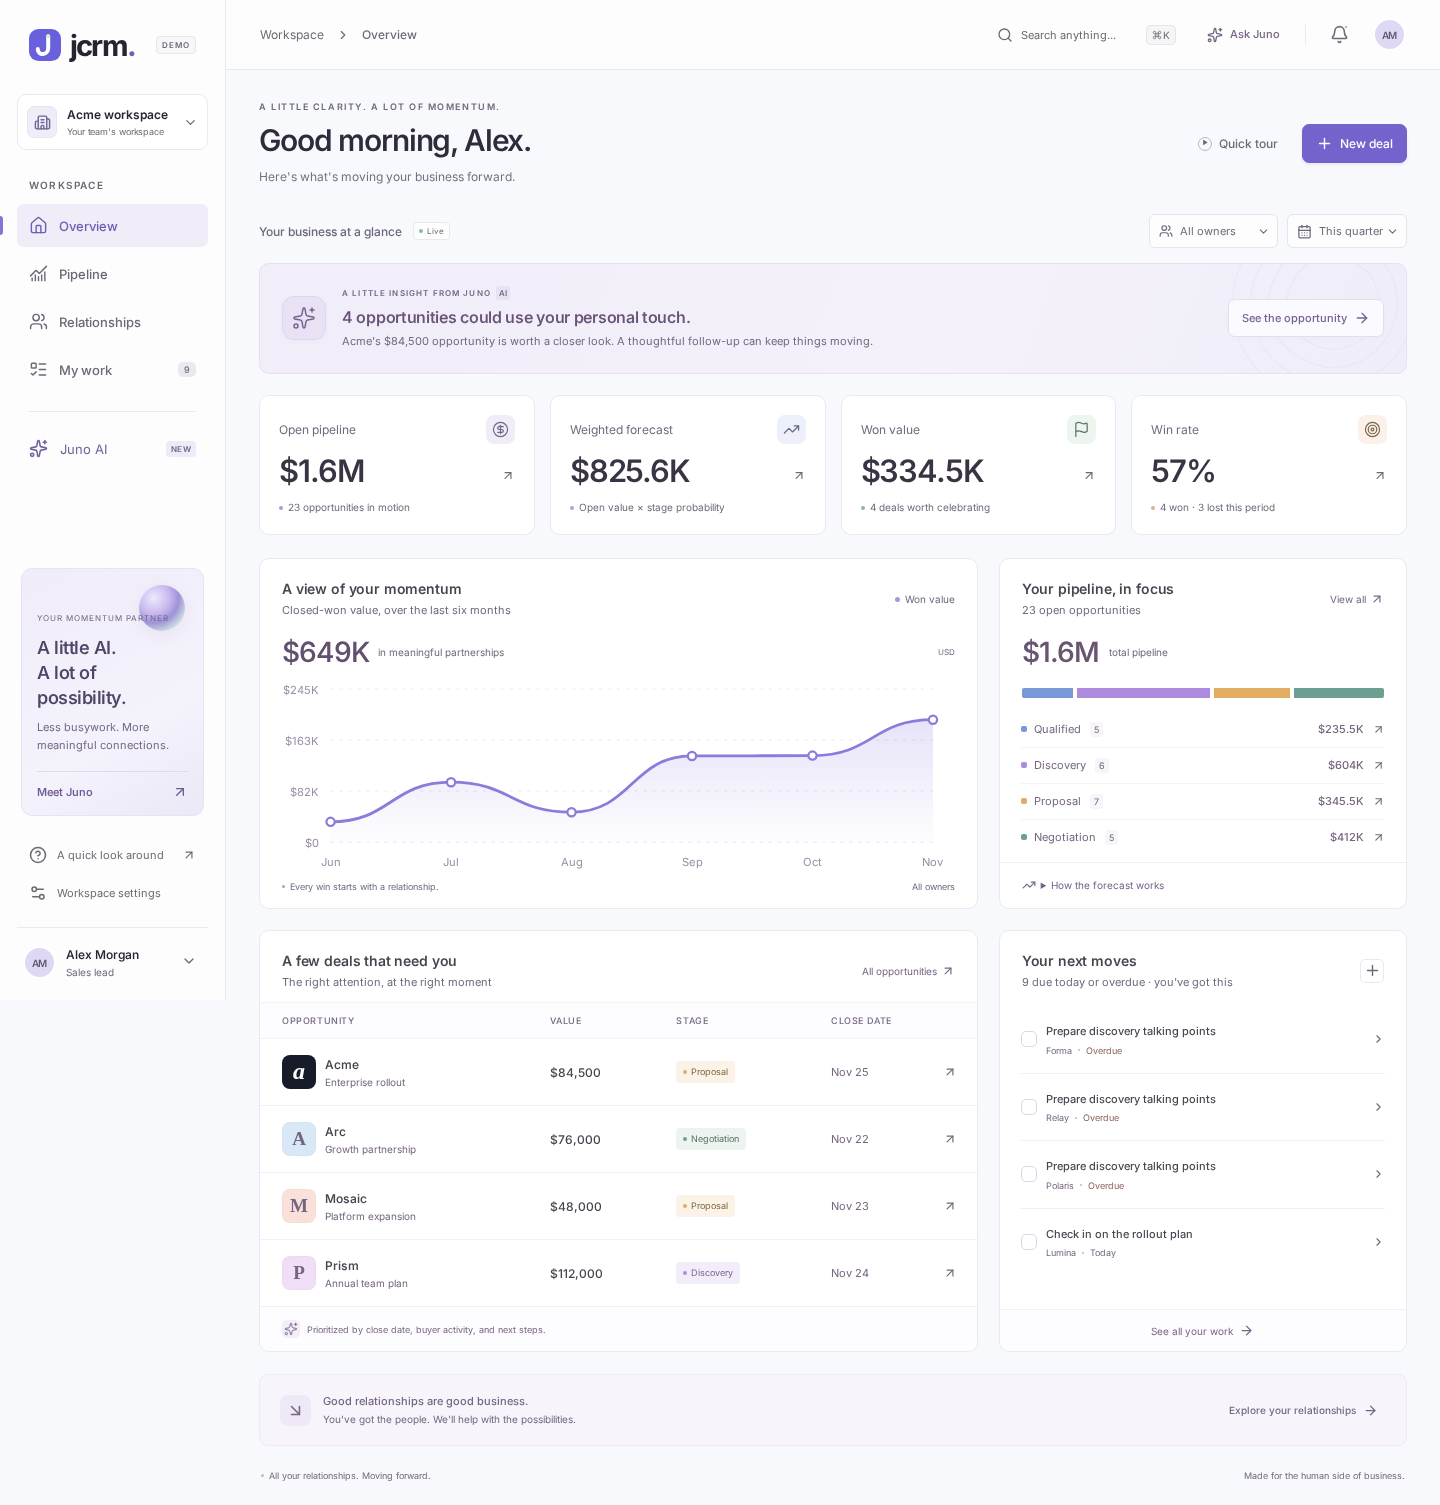 J jcrm.
DEMO
Acme workspace
Your team's workspace
WORKSPACE
Overview
Pipeline
Relationships
My work
9
Juno AI
NEW
YOUR MOMENTUM PARTNER
A little AI.
A lot of
possibility.
Less busywork. More
meaningful connections.
Meet Juno
A quick look around
Workspace settings
AM
Alex Morgan
Sales lead
Workspace
Overview
Search anything...
⌘K
Ask Juno
AM
A LITTLE CLARITY. A LOT OF MOMENTUM.
Good morning, Alex.
Here's what's moving your business forward.
Quick tour
New deal
Your business at a glance
Live
All owners
This quarter
A LITTLE INSIGHT FROM JUNO AI
4 opportunities could use your personal touch.
Acme's $84,500 opportunity is worth a closer look. A thoughtful follow-up can keep things moving.
See the opportunity
Open pipeline
$1.6M
23 opportunities in motion
Weighted forecast
$825.6K
Open value × stage probability
Won value
$334.5K
4 deals worth celebrating
Win rate
57%
4 won · 3 lost this period
A view of your momentum
Closed-won value, over the last six months
Won value
$649K in meaningful partnerships
USD
$245K
$163K
$82K
$0
Jun Jul Aug Sep Oct Nov
Every win starts with a relationship.
All owners
Your pipeline, in focus
23 open opportunities
View all
$1.6M total pipeline
Qualified 5 $235.5K
Discovery 6 $604K
Proposal 7 $345.5K
Negotiation 5 $412K
How the forecast works
A few deals that need you
The right attention, at the right moment
All opportunities
OPPORTUNITY VALUE STAGE CLOSE DATE
a
Acme
Enterprise rollout
$84,500
Proposal
Nov 25
A
Arc
Growth partnership
$76,000
Negotiation
Nov 22
M
Mosaic
Platform expansion
$48,000
Proposal
Nov 23
P
Prism
Annual team plan
$112,000
Discovery
Nov 24
Prioritized by close date, buyer activity, and next steps.
Your next moves
9 due today or overdue · you've got this
Prepare discovery talking points
Forma · Overdue
Prepare discovery talking points
Relay · Overdue
Prepare discovery talking points
Polaris · Overdue
Check in on the rollout plan
Lumina · Today
See all your work
Good relationships are good business.
You've got the people. We'll help with the possibilities.
Explore your relationships
All your relationships. Moving forward.
Made for the human side of business.